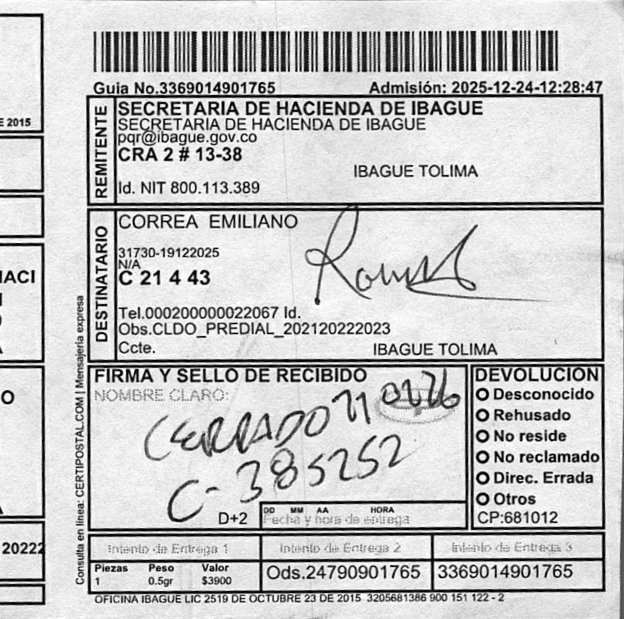 Guia No.3369014901765 Admisión: 2025-12-24-12:28:47
E 2015
REMITENTE
SECRETARIA DE HACIENDA DE IBAGUE
SECRETARIA DE HACIENDA DE IBAGUE
pqr@ibague.gov.co
CRA 2 # 13-38
IBAGUE TOLIMA
Id. NIT 800.113.389
DESTINATARIO
CORREA EMILIANO
31730-19122025
N/A
C 21 4 43
Tel.000200000022067 Id.
Obs.CLDO_PREDIAL_202120222023
Ccte. IBAGUE TOLIMA
ACI
O
20222
Consulta en línea: CERTIPOSTAL.COM | Mensajería expresa
FIRMA Y SELLO DE RECIBIDO
NOMBRE CLARO:
CERRADO
C-385252
D+2
DD MM AA HORA
Fecha y hora de entrega
DEVOLUCION
Desconocido
Rehusado
No reside
No reclamado
Direc. Errada
Otros
CP:681012
Intento de Entrega 1 Intento de Entrega 2 Intento de Entrega 3
Piezas Peso Valor
1 0.5gr $3900
Ods.24790901765 3369014901765
OFICINA IBAGUE LIC 2519 DE OCTUBRE 23 DE 2015 3205681386 900 151 122 - 2